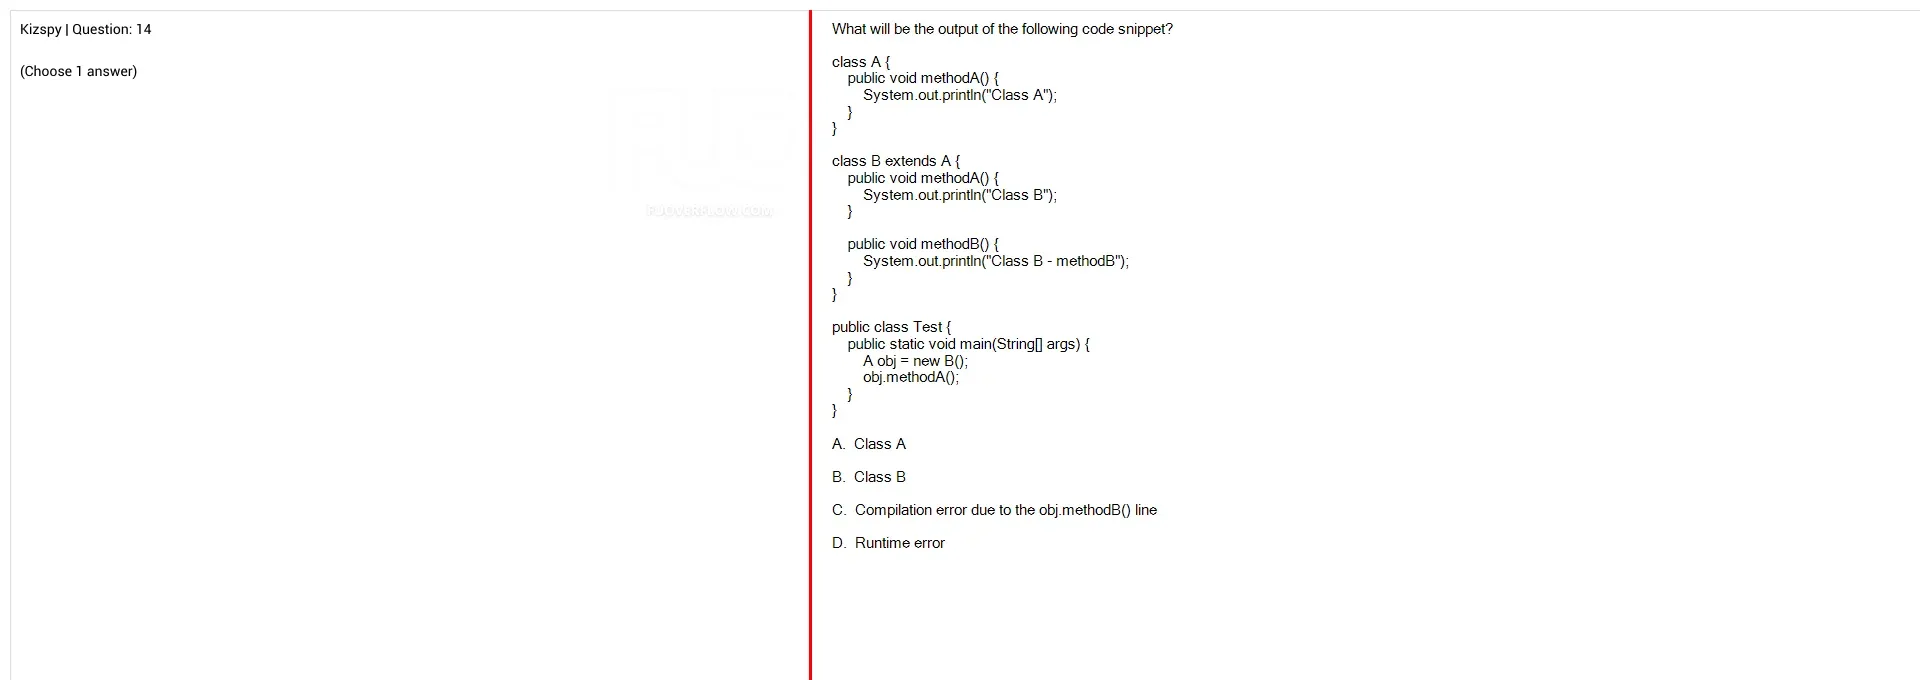 Kizspy | Question: 14
(Choose 1 answer)
FUOVERFLOW.COM
What will be the output of the following code snippet?
class A {
public void methodA() {
System.out.println("Class A");
}
}
class B extends A {
public void methodA() {
System.out.println("Class B");
}
public void methodB() {
System.out.println("Class B - methodB");
}
}
public class Test {
public static void main(String[] args) {
A obj = new B();
obj.methodA();
}
}
A. Class A
B. Class B
C. Compilation error due to the obj.methodB() line
D. Runtime error